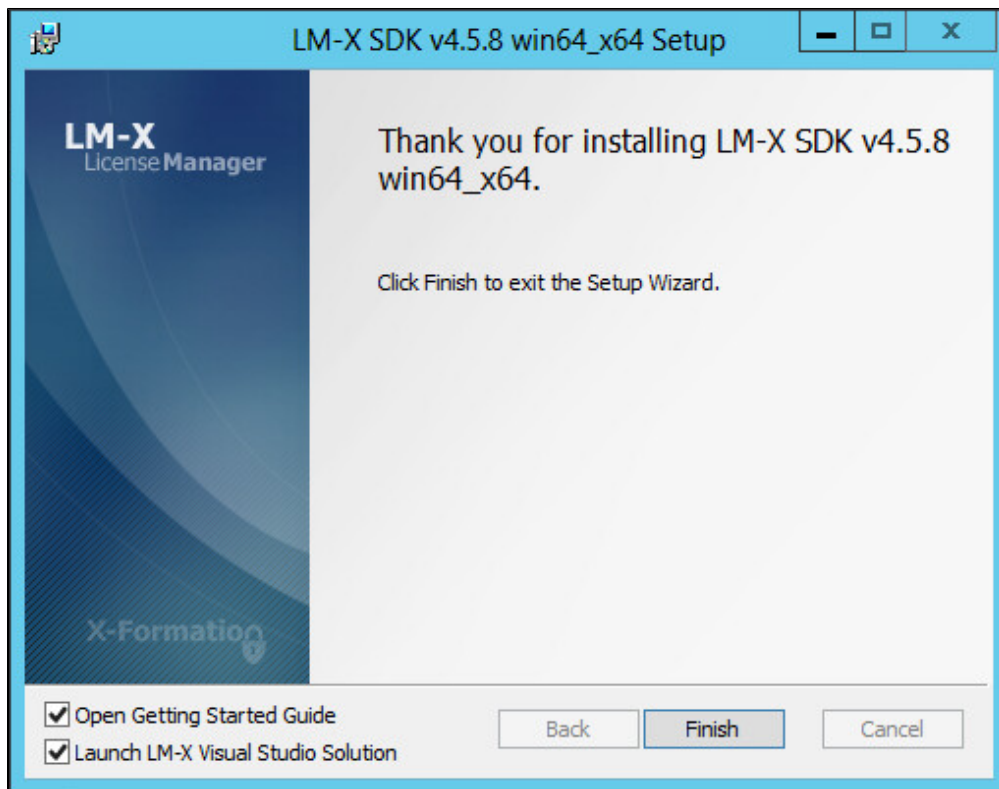 LM-X SDK v4.5.8 win64_x64 Setup
LM-X
License Manager
Thank you for installing LM-X SDK v4.5.8
win64_x64.
Click Finish to exit the Setup Wizard.
X-Formation
Open Getting Started Guide
Launch LM-X Visual Studio Solution
Back
Finish
Cancel